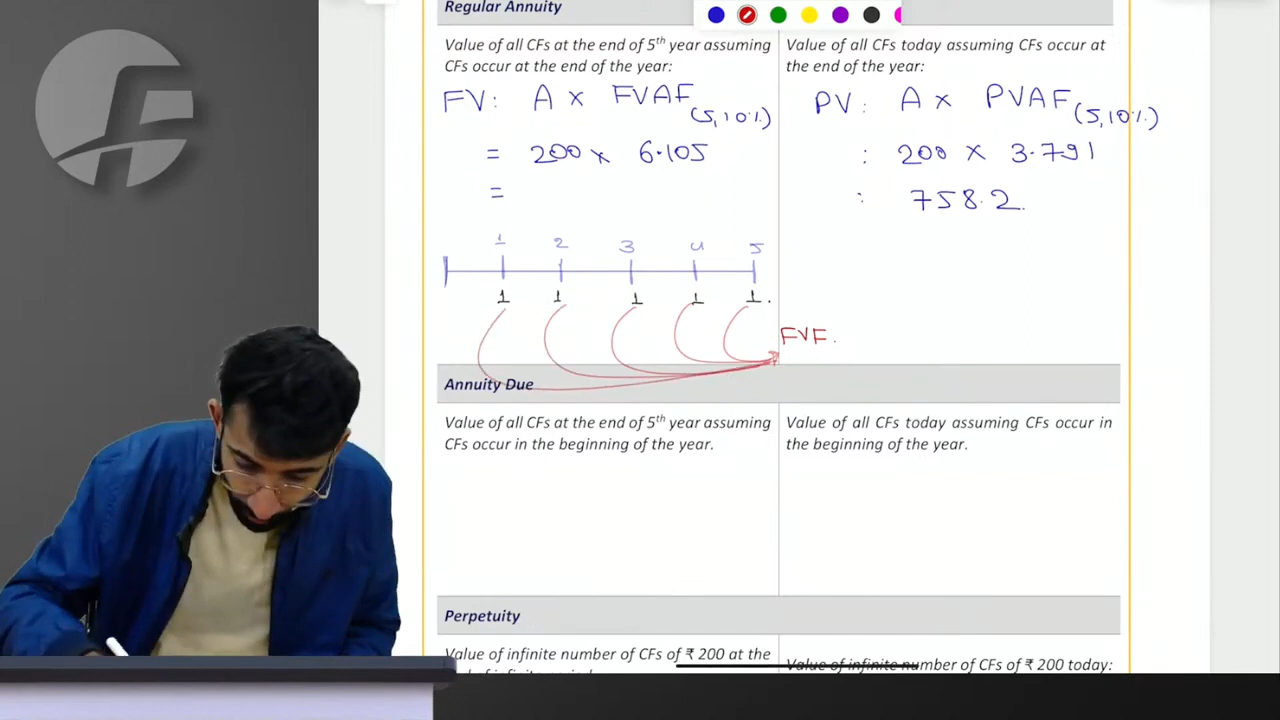 Regular Annuity
Value of all CFs at the end of 5th year assuming
CFs occur at the end of the year:
FV: A x FVAF(5,10%)
= 200 x 6.105
=
1 2 3 4 5
1 1 1 1 1.
FVF.
Value of all CFs today assuming CFs occur at
the end of the year:
PV: A x PVAF(5,10%)
: 200 x 3.791
: 758.2.
Annuity Due
Value of all CFs at the end of 5th year assuming
CFs occur in the beginning of the year.
Value of all CFs today assuming CFs occur in
the beginning of the year.
Perpetuity
Value of infinite number of CFs of ₹ 200 at the
Value of infinite number of CFs of ₹ 200 today: